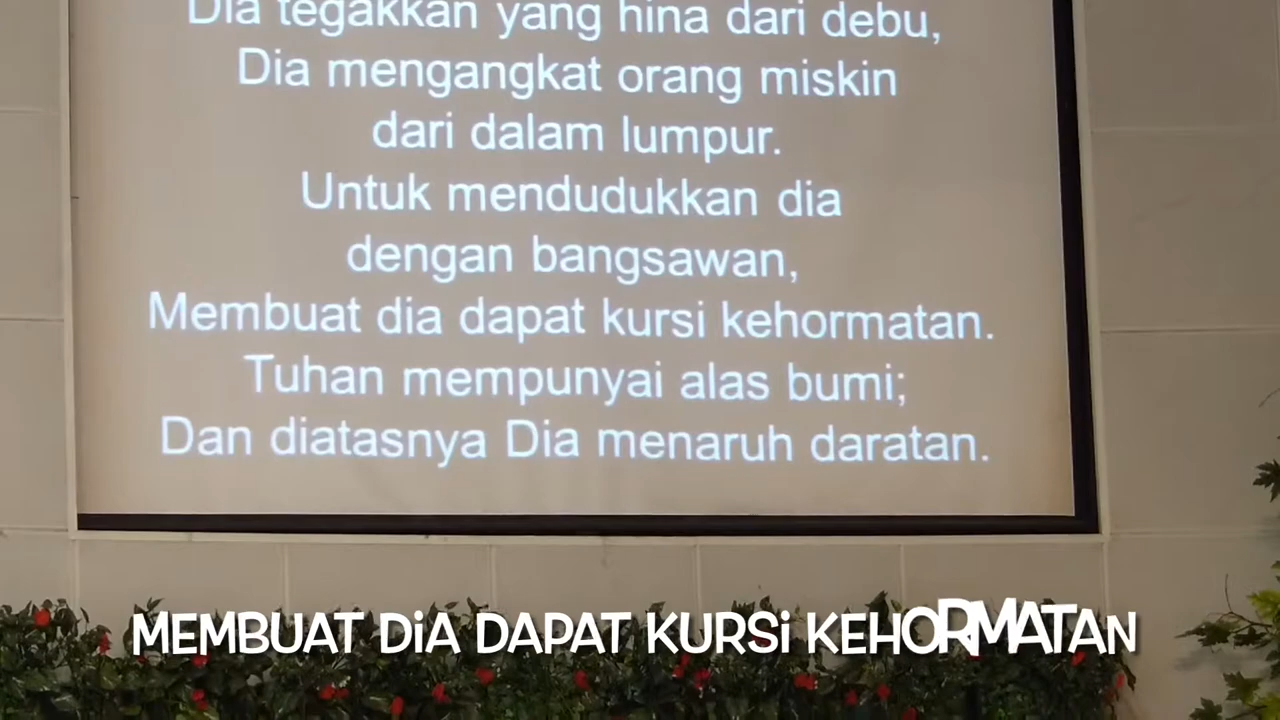 Dia tegakkan yang hina dari debu,
Dia mengangkat orang miskin
dari dalam lumpur.
Untuk mendudukkan dia
dengan bangsawan,
Membuat dia dapat kursi kehormatan.
Tuhan mempunyai alas bumi;
Dan diatasnya Dia menaruh daratan.
MEMBUAT DiA DAPAT KURSi KEHORMATAN